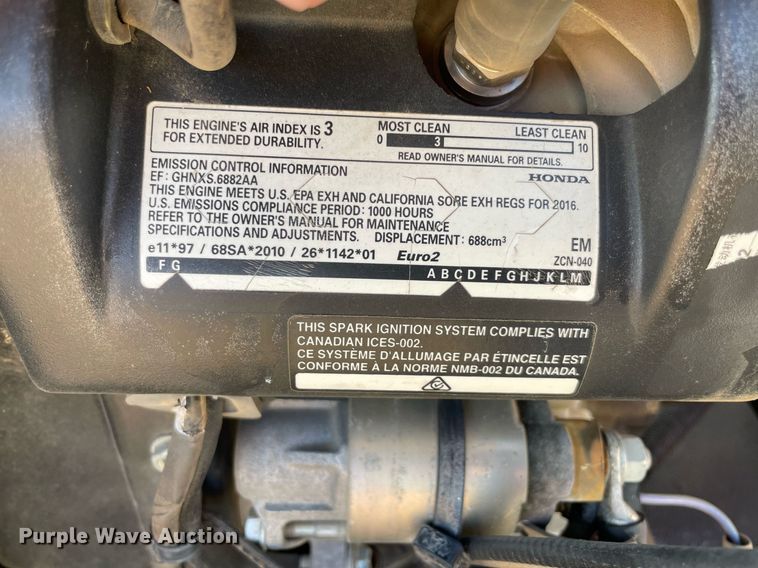 THIS ENGINE'S AIR INDEX IS 3
FOR EXTENDED DURABILITY.
MOST CLEAN LEAST CLEAN
0 3 10
READ OWNER'S MANUAL FOR DETAILS.
EMISSION CONTROL INFORMATION
EF: GHNXS.6882AA HONDA
THIS ENGINE MEETS U.S. EPA EXH AND CALIFORNIA SORE EXH REGS FOR 2016.
U.S. EMISSIONS COMPLIANCE PERIOD: 1000 HOURS
REFER TO THE OWNER'S MANUAL FOR MAINTENANCE
SPECIFICATIONS AND ADJUSTMENTS. DISPLACEMENT: 688cm³ EM
e11*97 / 68SA*2010 / 26*1142*01 Euro2 ZCN-040
F G A B C D E F G H J K L M
THIS SPARK IGNITION SYSTEM COMPLIES WITH
CANADIAN ICES-002.
CE SYSTÈME D'ALLUMAGE PAR ÉTINCELLE EST
CONFORME À LA NORME NMB-002 DU CANADA.
Purple Wave Auction